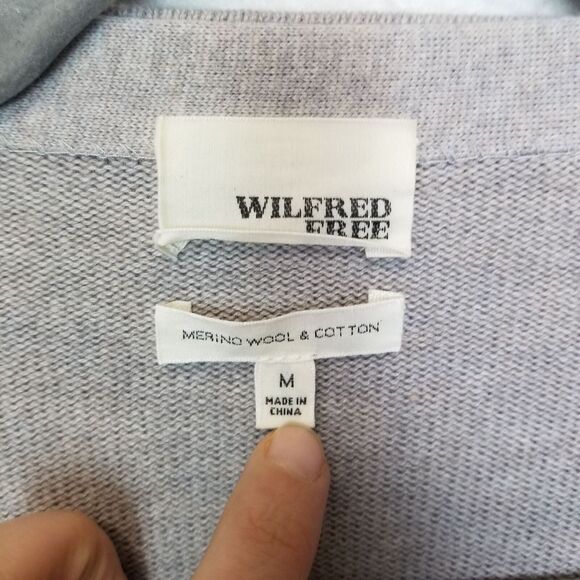 WILFRED
FREE
MERINO WOOL & COTTON
M
MADE IN
CHINA